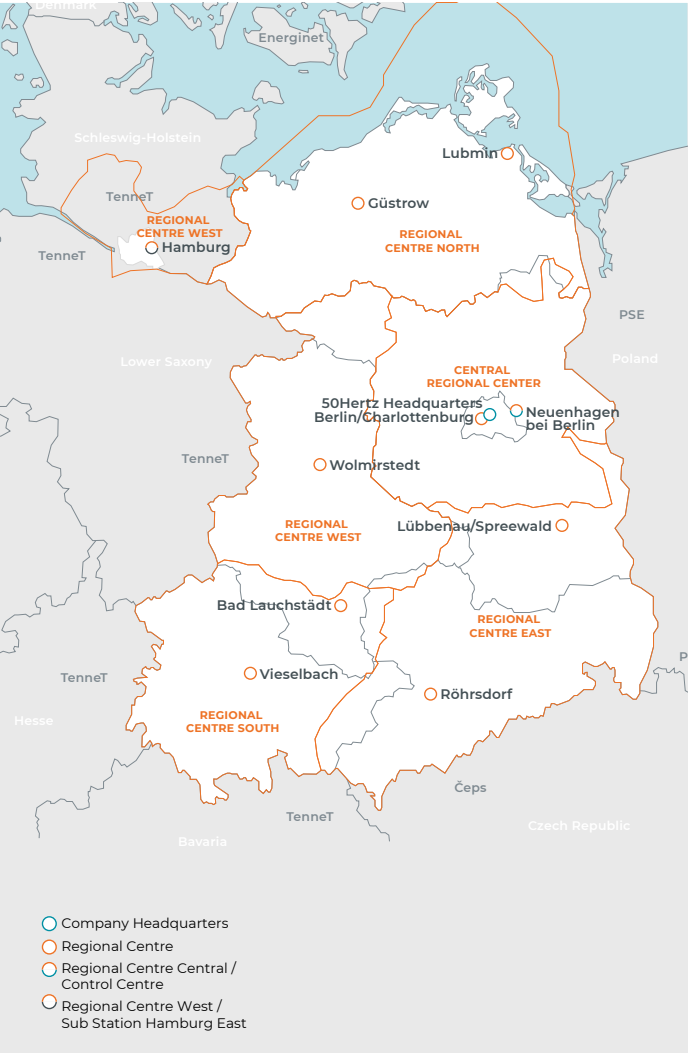 Denmark
Energinet
Schleswig-Holstein
Lubmin
TenneT
Güstrow
REGIONAL
CENTRE WEST
REGIONAL
CENTRE NORTH
Hamburg
TenneT
PSE
Lower Saxony
Poland
CENTRAL
REGIONAL CENTER
50Hertz Headquarters
Berlin/Charlottenburg
Neuenhagen
bei Berlin
TenneT
Wolmirstedt
REGIONAL
CENTRE WEST
Lübbenau/Spreewald
Bad Lauchstädt
REGIONAL
CENTRE EAST
P
TenneT
Vieselbach
Röhrsdorf
Hesse
REGIONAL
CENTRE SOUTH
Čeps
TenneT
Czech Republic
Bavaria
Company Headquarters
Regional Centre
Regional Centre Central /
Control Centre
Regional Centre West /
Sub Station Hamburg East